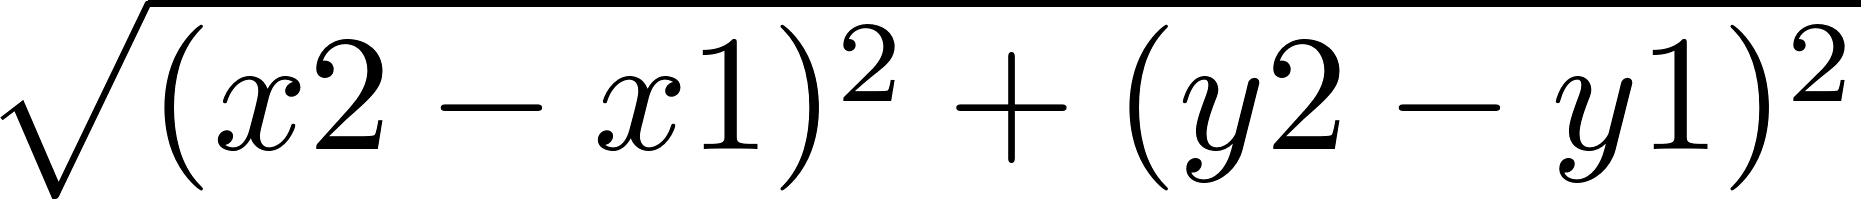 √(x2 − x1)² + (y2 − y1)²